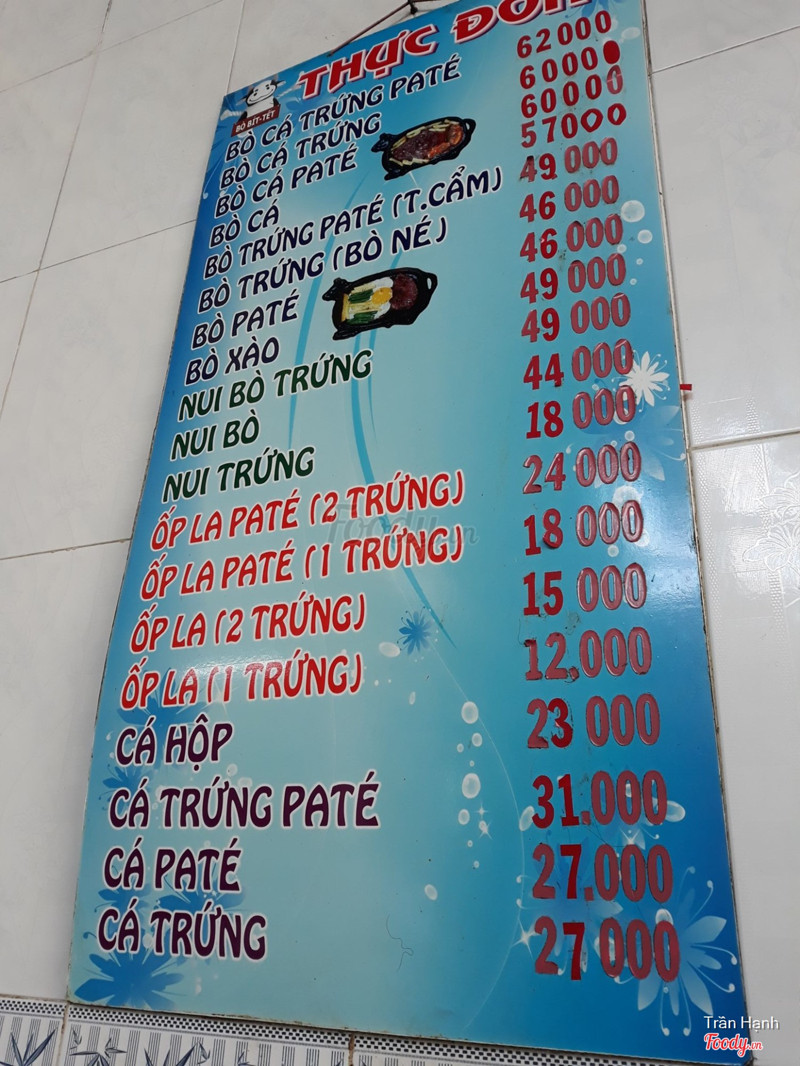 THỰC ĐƠN
BÒ BÍT-TẾT
BÒ CÁ TRỨNG PATÉ 62000
BÒ CÁ TRỨNG 60000
BÒ CÁ PATÉ 60000
BÒ CÁ 57000
BÒ TRỨNG PATÉ (T.CẨM) 49 000
BÒ TRỨNG (BÒ NÉ) 46 000
BÒ PATÉ 46 000
BÒ XÀO 49 000
NUI BÒ TRỨNG 49 000
NUI BÒ 44 000
NUI TRỨNG 18 000
ỐP LA PATÉ (2 TRỨNG) 24 000
ỐP LA PATÉ (1 TRỨNG) 18 000
ỐP LA (2 TRỨNG) 15 000
ỐP LA (1 TRỨNG) 12.000
CÁ HỘP 23 000
CÁ TRỨNG PATÉ 31.000
CÁ PATÉ 27.000
CÁ TRỨNG 27 000
Foody.vn
Trần Hạnh
Foody.vn